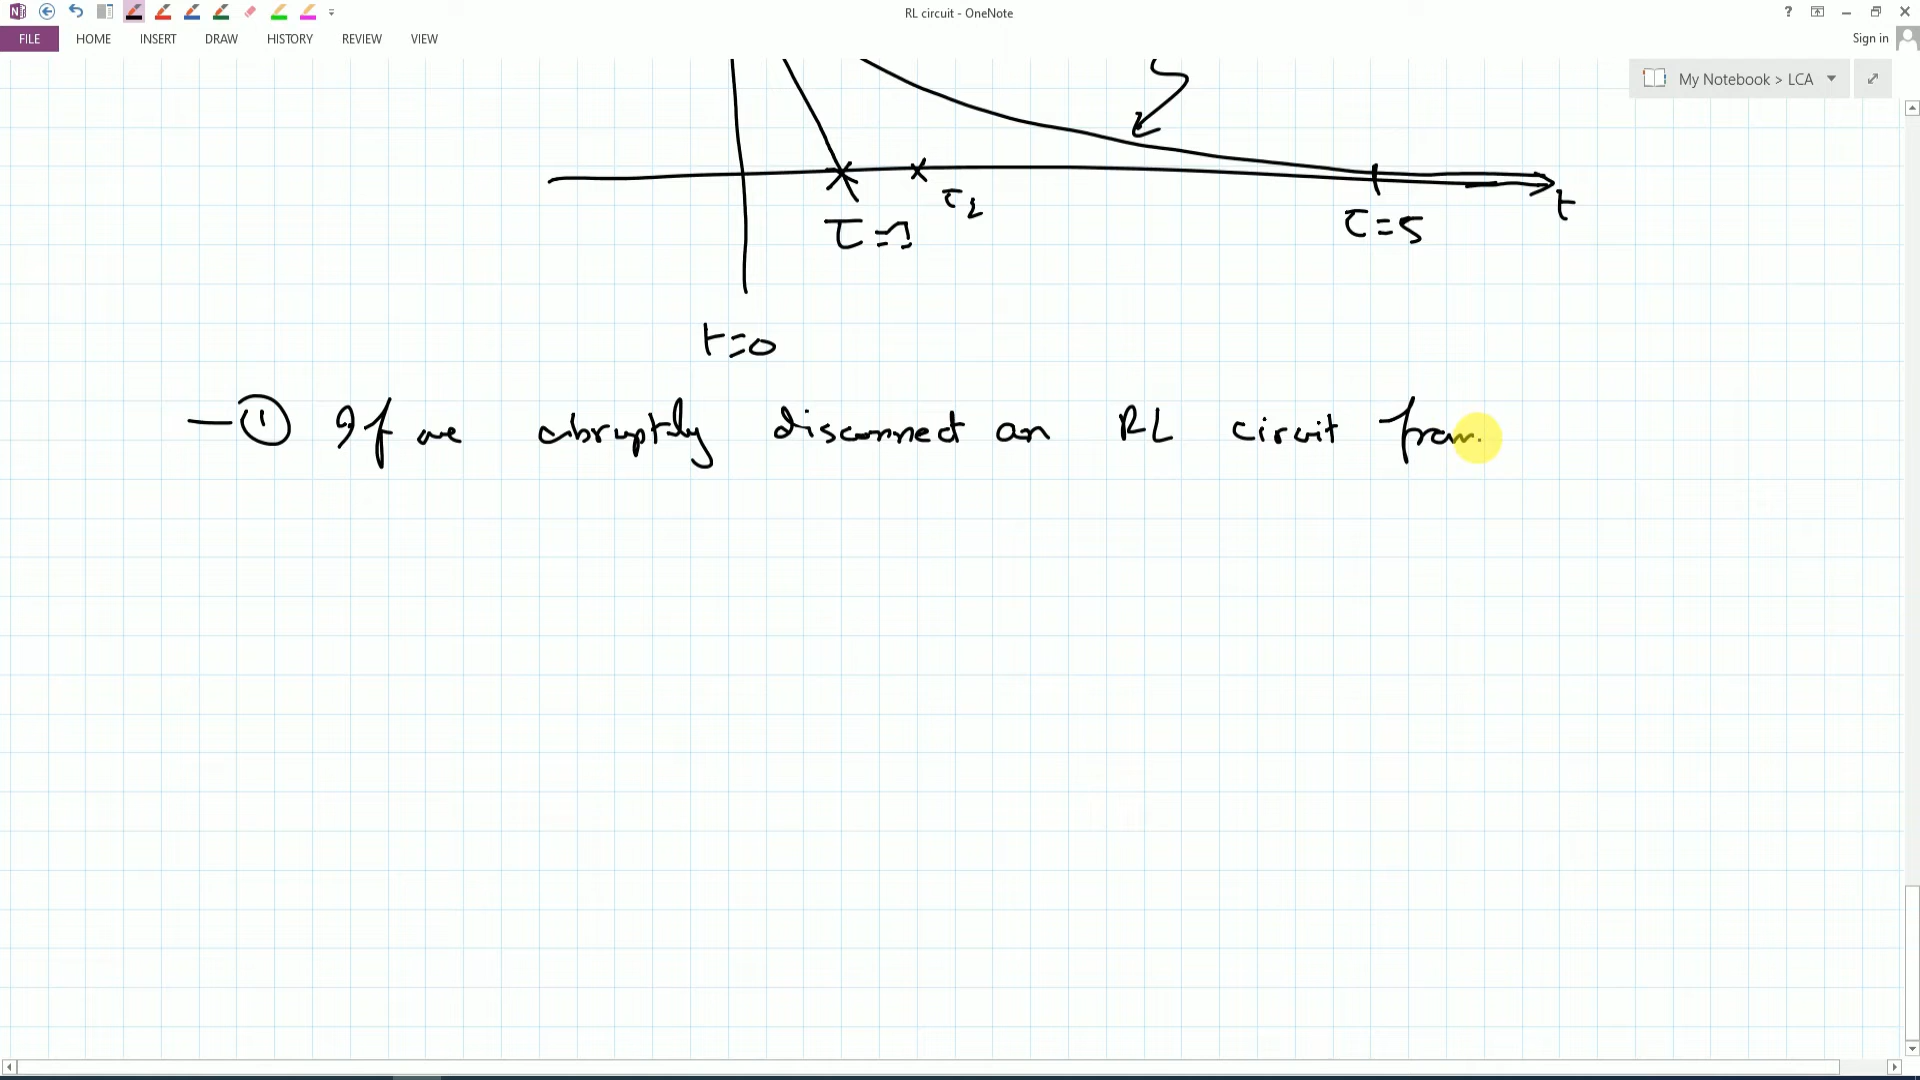 RL circuit - OneNote
?
FILE HOME INSERT DRAW HISTORY REVIEW VIEW
Sign in
My Notebook > LCA
τ2
t
τ=5
t=0
—① If we abruptly disconnect an RL circuit from